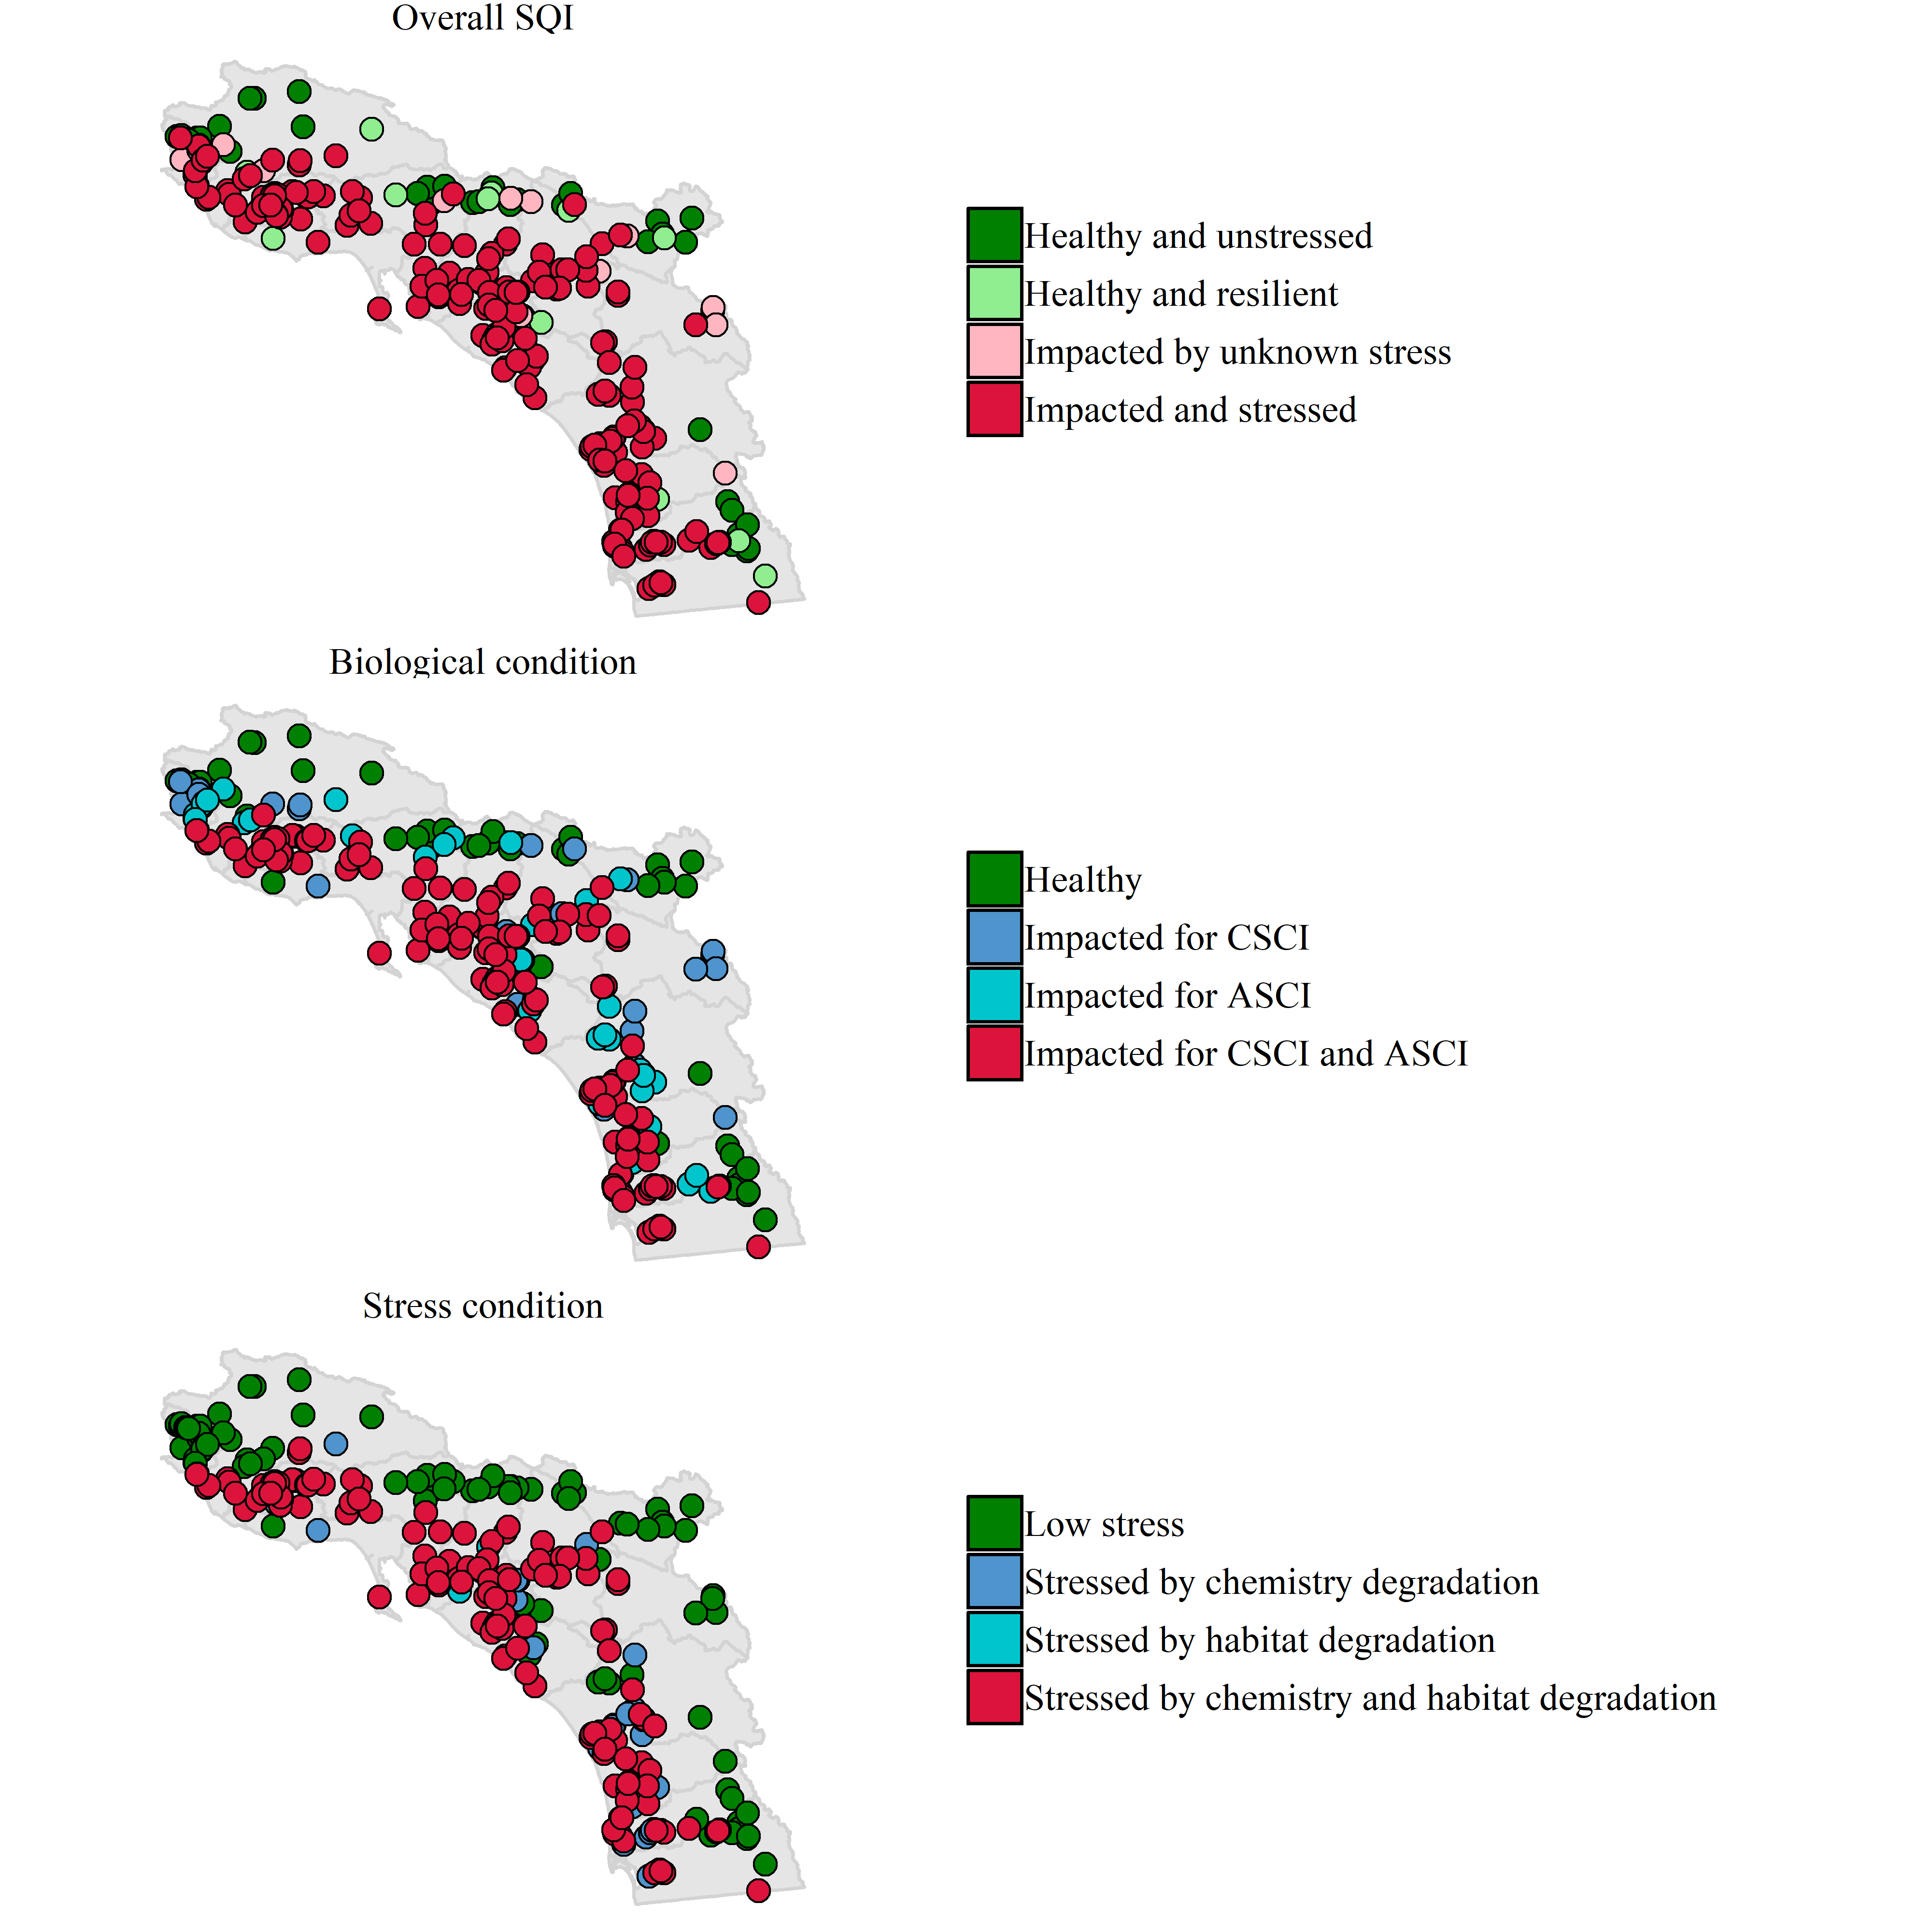 Overall SQI
Healthy and unstressed
Healthy and resilient
Impacted by unknown stress
Impacted and stressed
Biological condition
Healthy
Impacted for CSCI
Impacted for ASCI
Impacted for CSCI and ASCI
Stress condition
Low stress
Stressed by chemistry degradation
Stressed by habitat degradation
Stressed by chemistry and habitat degradation